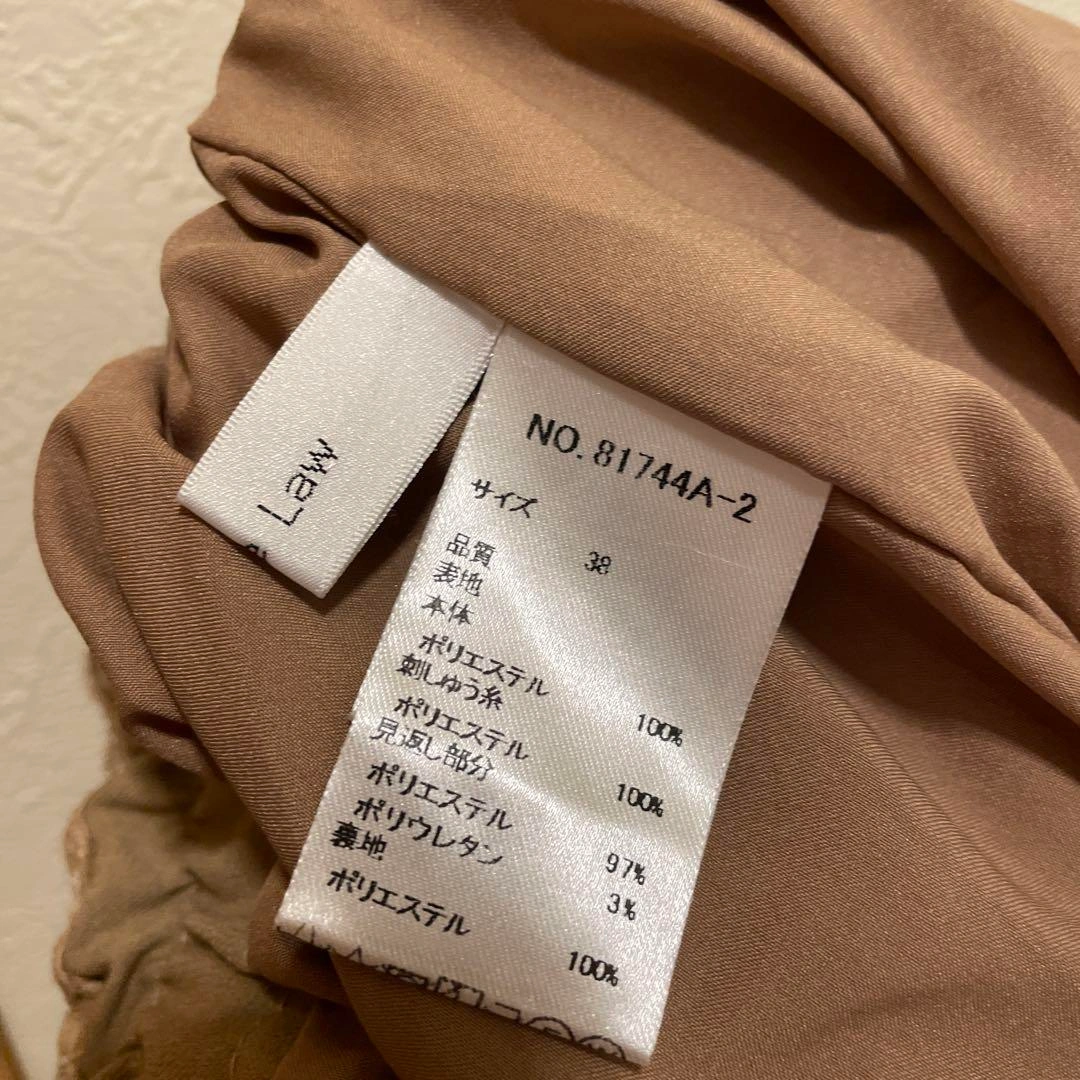 Law
NO.81744A-2
サイズ
38
品質
表地
本体
ポリエステル 100%
刺しゅう糸
ポリエステル 100%
見返し部分
ポリエステル 97%
ポリウレタン 3%
裏地
ポリエステル 100%